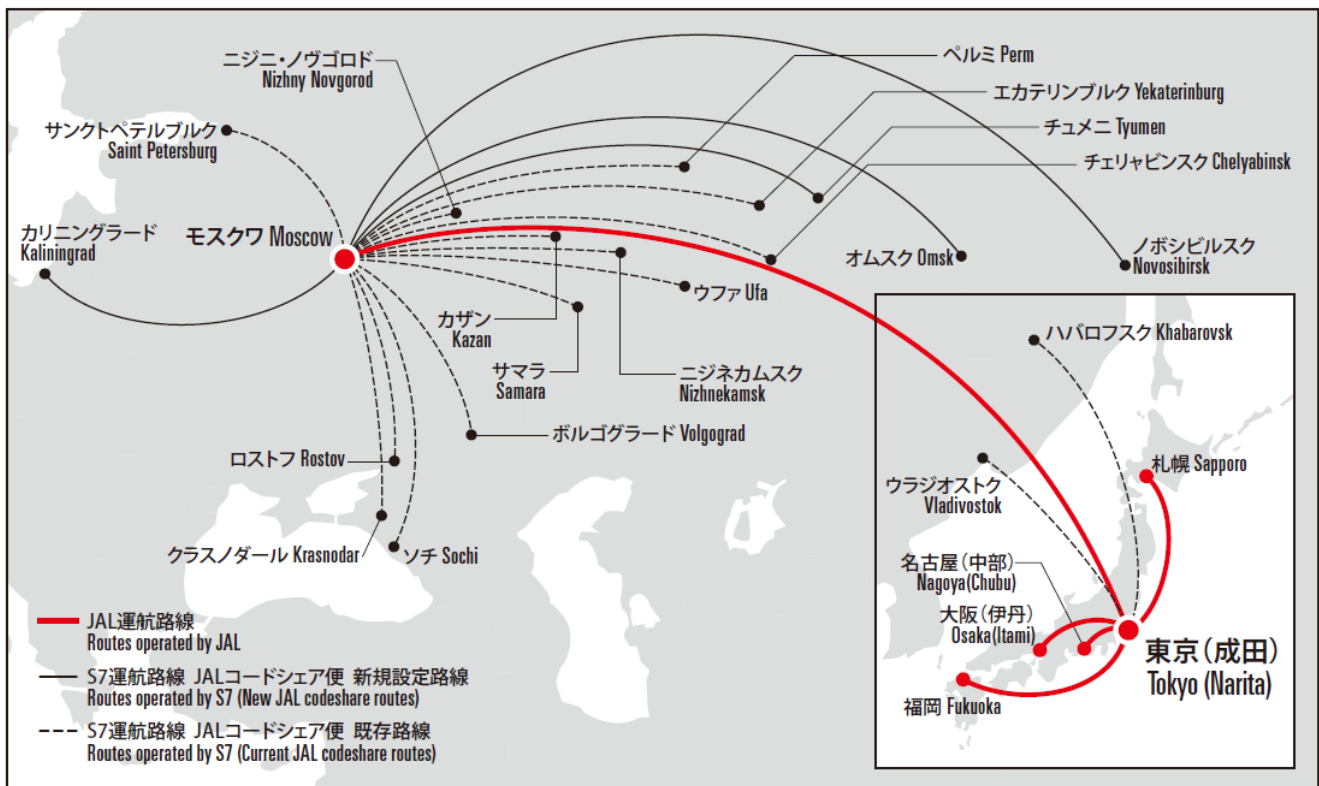 ニジニ・ノヴゴロド
Nizhny Novgorod
ペルミ Perm
エカテリンブルク Yekaterinburg
サンクトペテルブルク
Saint Petersburg
チュメニ Tyumen
チェリャビンスク Chelyabinsk
カリニングラード
Kaliningrad
モスクワ Moscow
オムスク Omsk
ノボシビルスク
Novosibirsk
ウファ Ufa
カザン
Kazan
サマラ
Samara
ニジネカムスク
Nizhnekamsk
ボルゴグラード Volgograd
ロストフ Rostov
クラスノダール Krasnodar
ソチ Sochi
ハバロフスク Khabarovsk
札幌 Sapporo
ウラジオストク
Vladivostok
名古屋(中部)
Nagoya(Chubu)
大阪(伊丹)
Osaka(Itami)
東京(成田)
Tokyo (Narita)
福岡 Fukuoka
JAL運航路線
Routes operated by JAL
S7運航路線 JALコードシェア便 新規設定路線
Routes operated by S7 (New JAL codeshare routes)
S7運航路線 JALコードシェア便 既存路線
Routes operated by S7 (Current JAL codeshare routes)